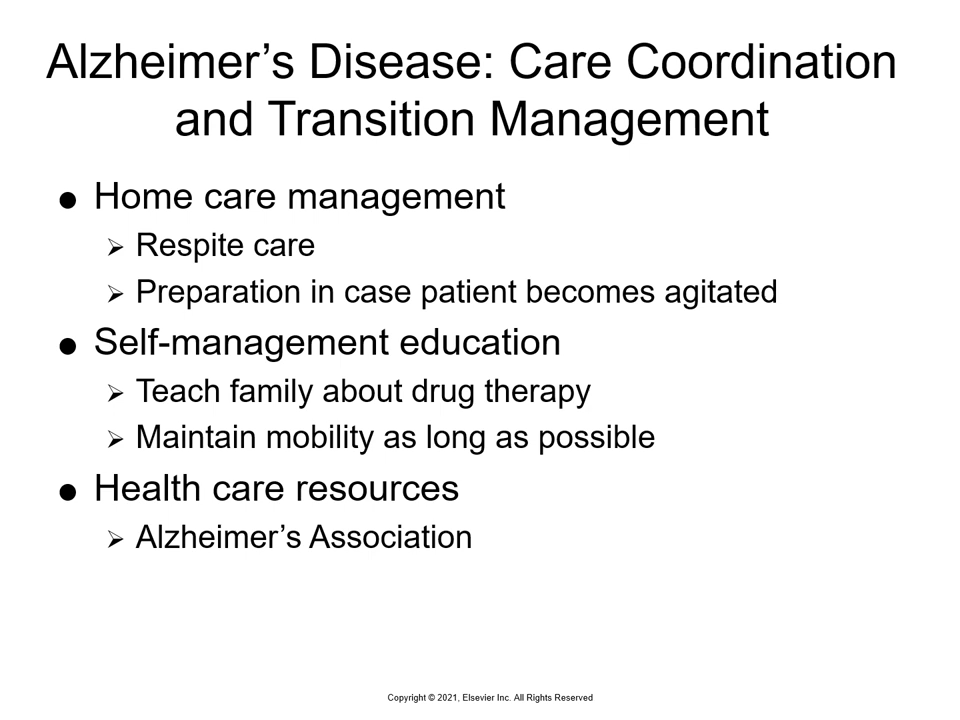 Alzheimer’s Disease: Care Coordination
and Transition Management
● Home care management
➢ Respite care
➢ Preparation in case patient becomes agitated
● Self-management education
➢ Teach family about drug therapy
➢ Maintain mobility as long as possible
● Health care resources
➢ Alzheimer’s Association
Copyright © 2021, Elsevier Inc. All Rights Reserved